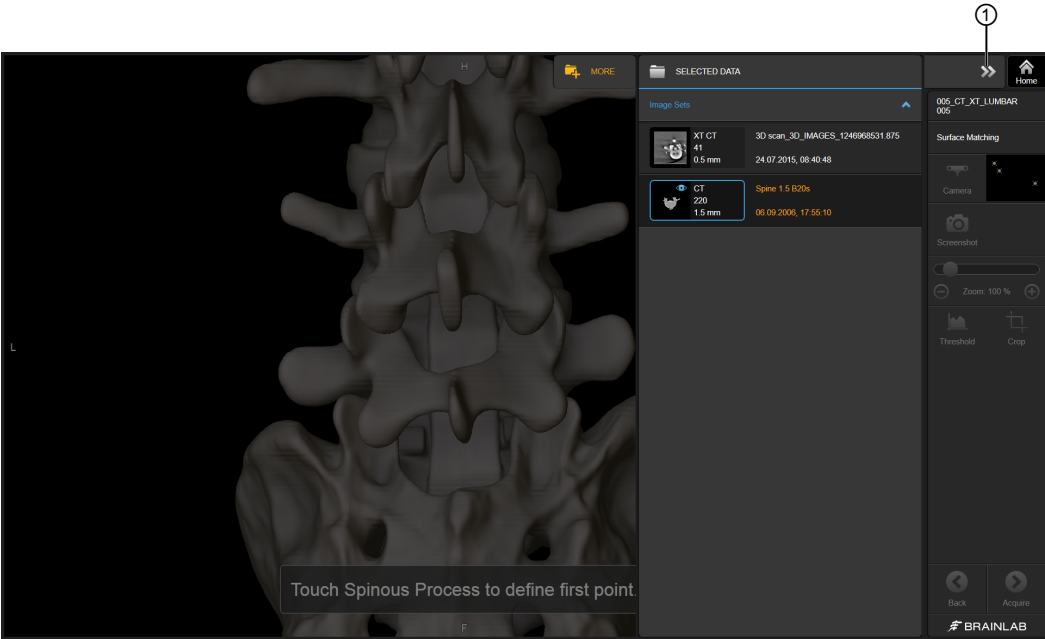 1
H
MORE
SELECTED DATA
Home
Image Sets
005_CT_XT_LUMBAR
005
XT CT
41
0.5 mm
3D scan_3D_IMAGES_1246968531.875
24.07.2015, 08:40:48
Surface Matching
Camera
CT
220
1.5 mm
Spine 1.5 B20s
06.09.2006, 17:55:10
Screenshot
Zoom: 100 %
Threshold
Crop
L
Touch Spinous Process to define first point.
Back
Acquire
F
BRAINLAB